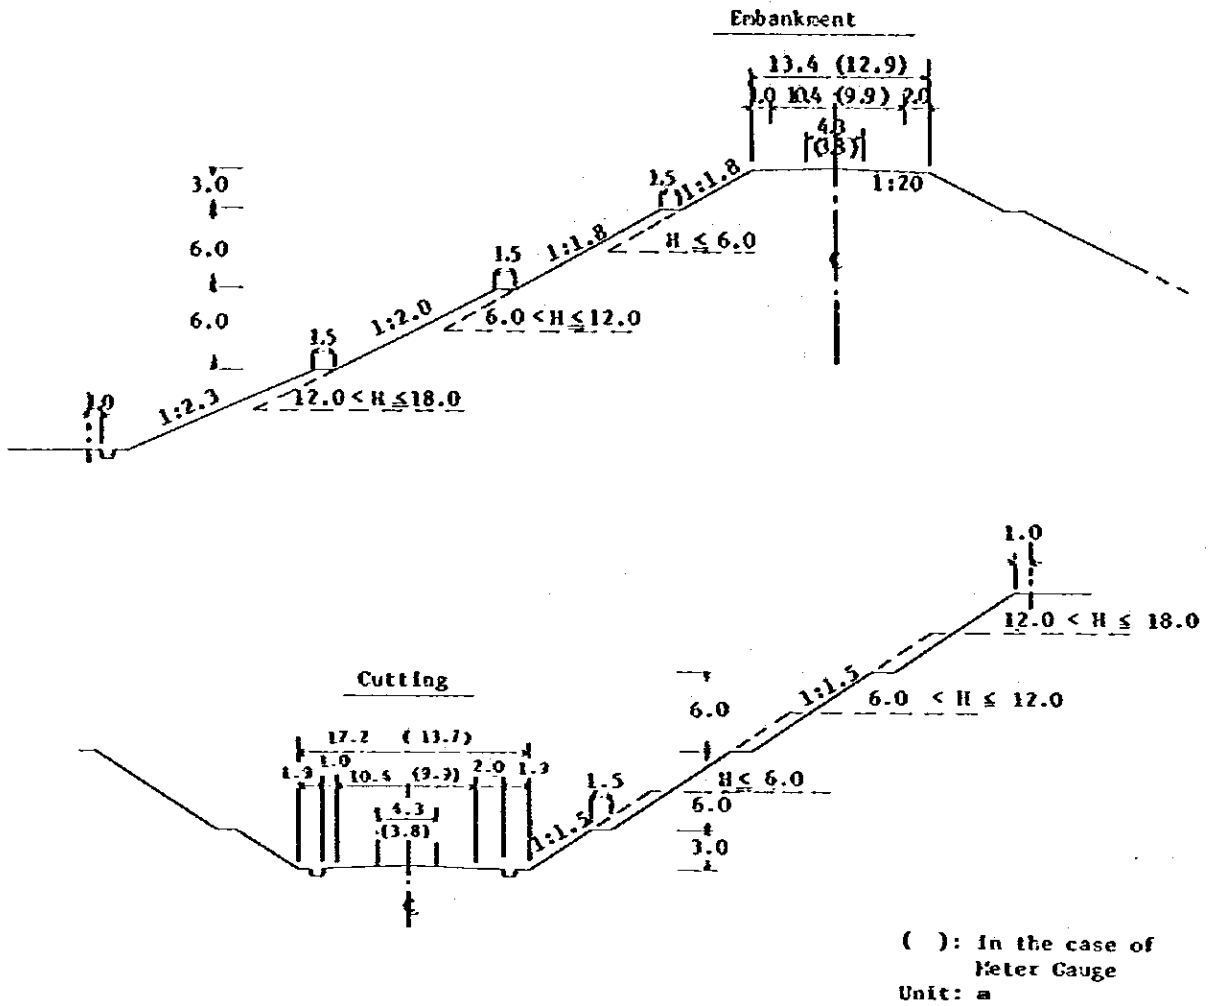 Embankment
13.4 (12.9)
1.0 10.4 (9.9) 2.0
4.3
(3.8)
3.0
1.5
1:1.8
1:20
6.0
1.5
1:1.8
H ≤ 6.0
℄
6.0
1.5
1:2.0
6.0 < H ≤ 12.0
1.0
1:2.3
12.0 < H ≤ 18.0
1.0
12.0 < H ≤ 18.0
Cutting
6.0
1:1.5
6.0 < H ≤ 12.0
17.2 (13.7)
1.0
10.4 (9.9) 2.0
4.3
(3.8)
1:1.5
1.5
H ≤ 6.0
6.0
3.0
℄
( ): In the case of
Meter Gauge
Unit: m